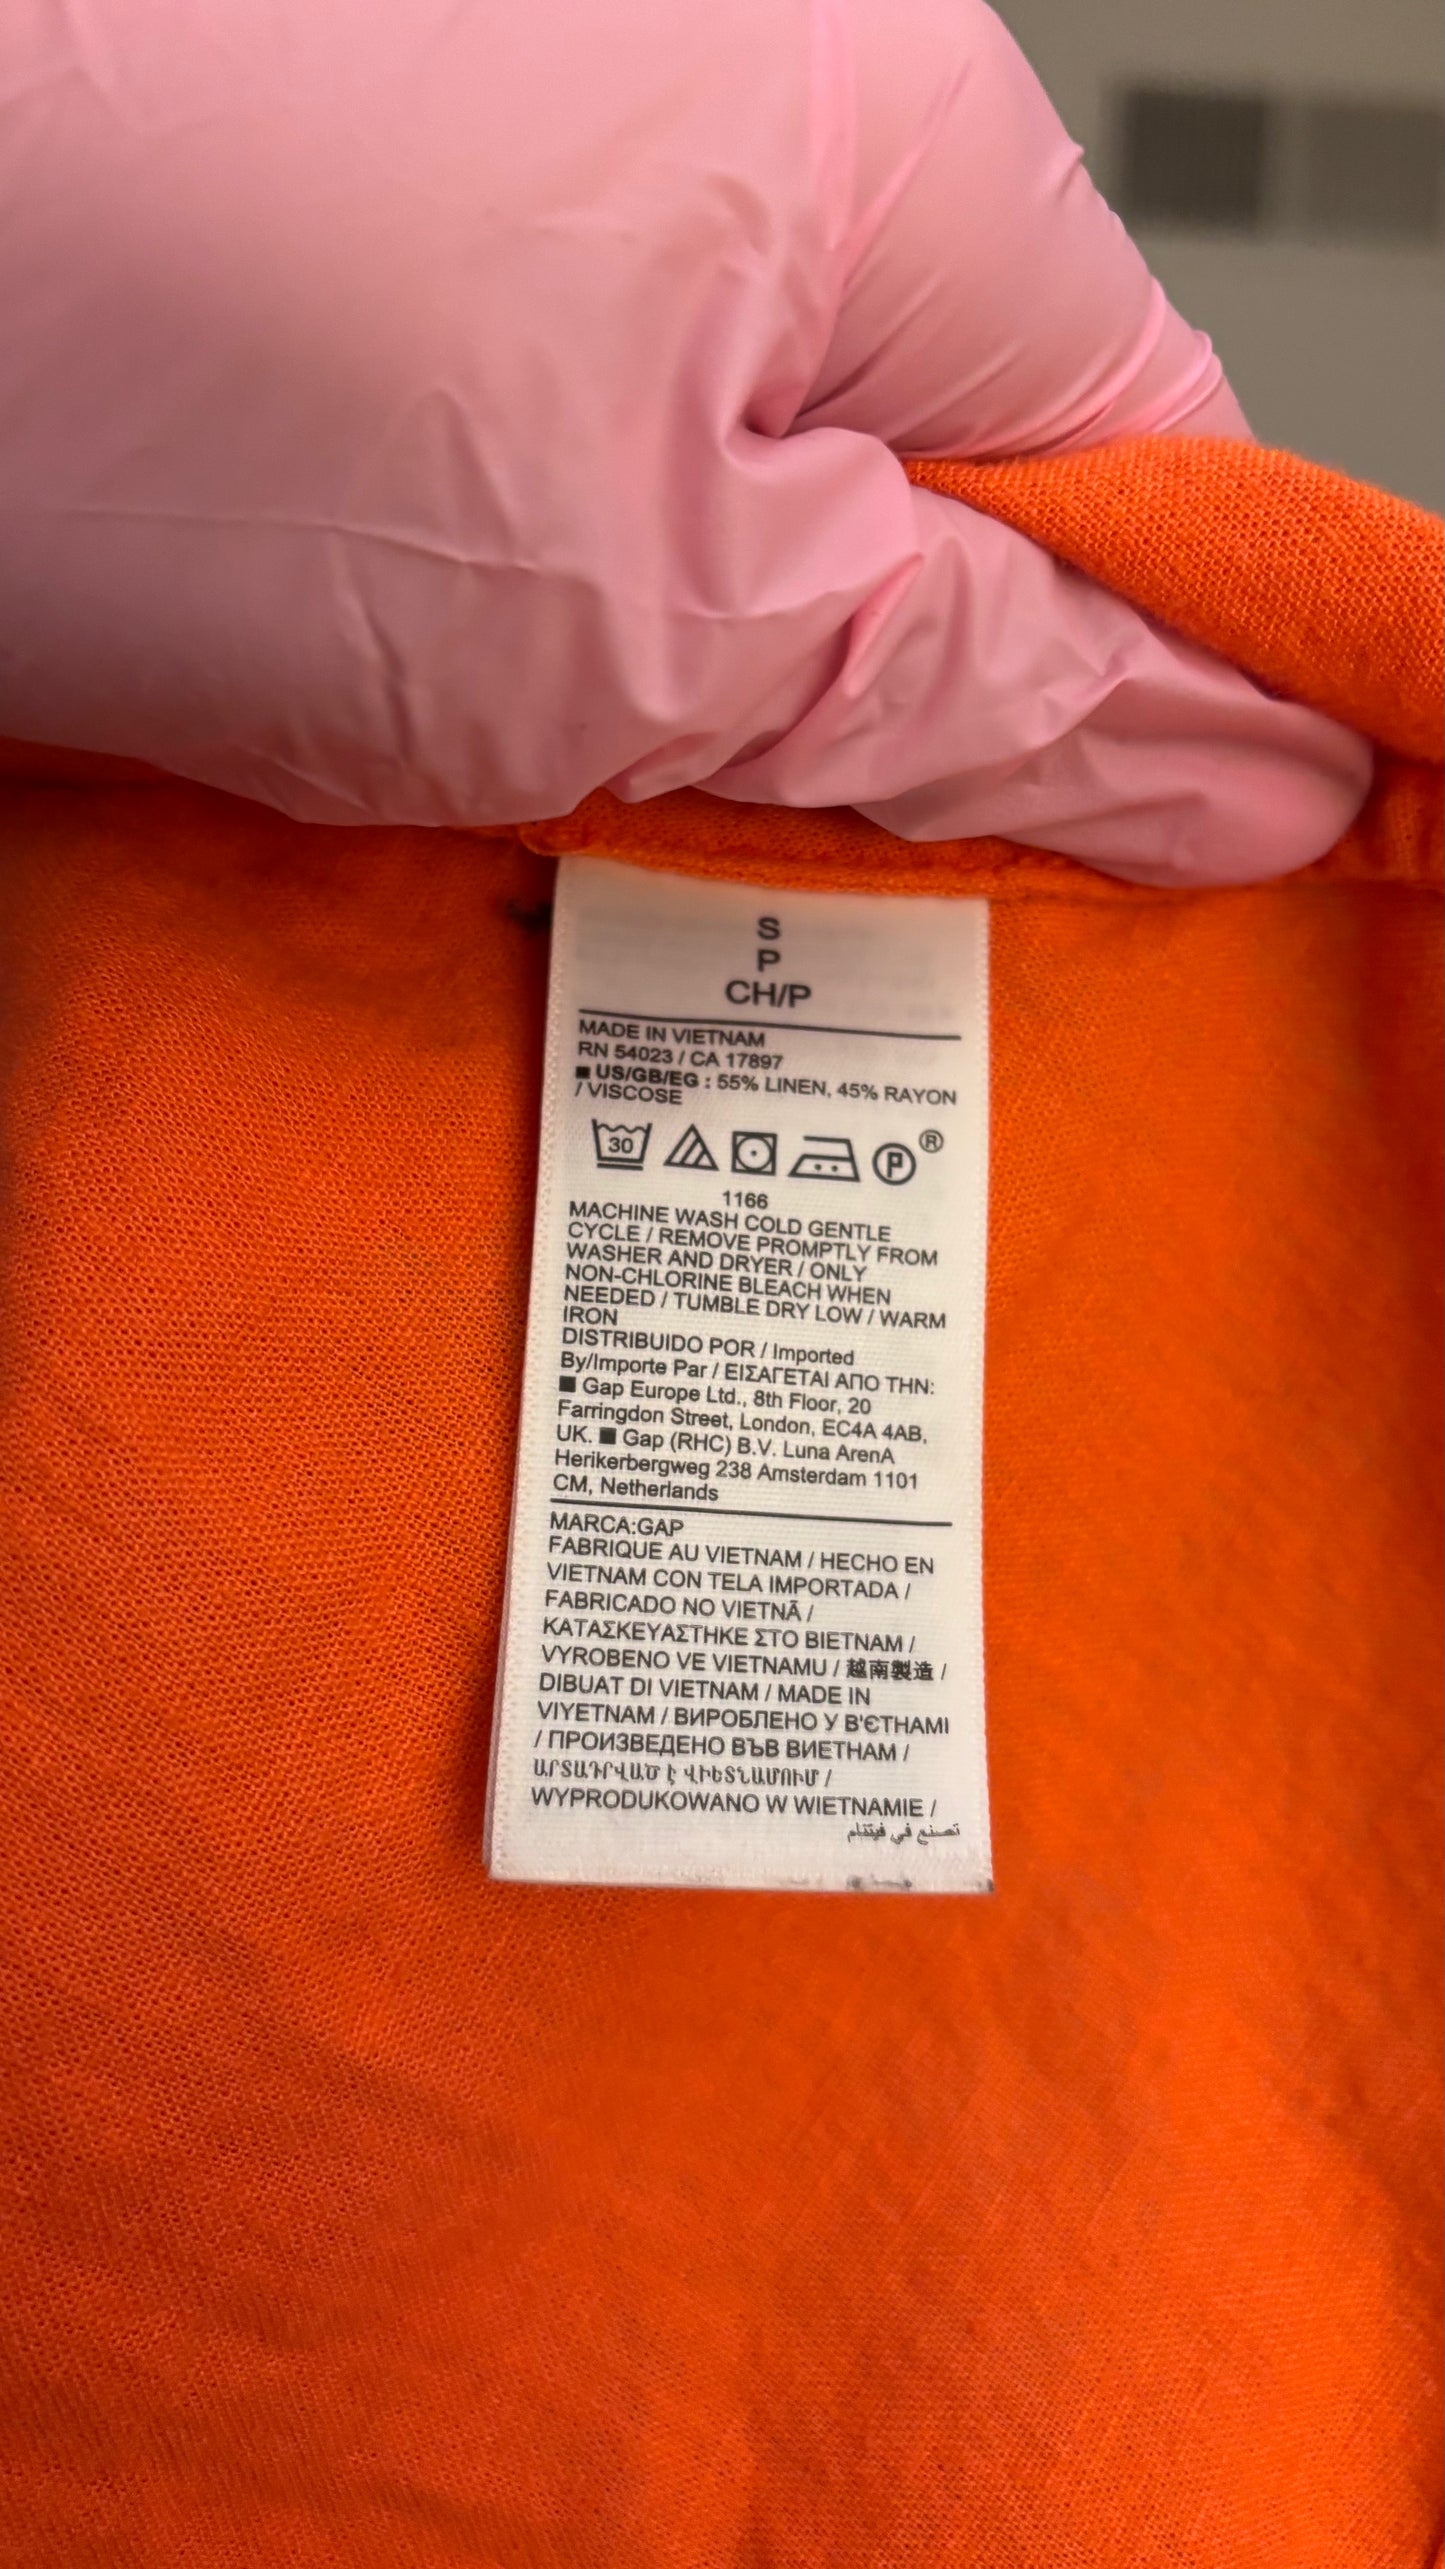 S
P
CH/P
MADE IN VIETNAM
RN 54023 / CA 17897
■ US/GB/EG : 55% LINEN, 45% RAYON
/ VISCOSE
30 P ®
1166
MACHINE WASH COLD GENTLE
CYCLE / REMOVE PROMPTLY FROM
WASHER AND DRYER / ONLY
NON-CHLORINE BLEACH WHEN
NEEDED / TUMBLE DRY LOW / WARM
IRON
DISTRIBUIDO POR / Imported
By/Importe Par / ΕΙΣΑΓΕΤΑΙ ΑΠΟ ΤΗΝ:
■ Gap Europe Ltd., 8th Floor, 20
Farringdon Street, London, EC4A 4AB,
UK. ■ Gap (RHC) B.V. Luna ArenA
Herikerbergweg 238 Amsterdam 1101
CM, Netherlands
MARCA:GAP
FABRIQUE AU VIETNAM / HECHO EN
VIETNAM CON TELA IMPORTADA /
FABRICADO NO VIETNÃ /
ΚΑΤΑΣΚΕΥΑΣΤΗΚΕ ΣΤΟ ΒΙΕΤΝΑΜ /
VYROBENO VE VIETNAMU / 越南製造 /
DIBUAT DI VIETNAM / MADE IN
VIYETNAM / ВИРОБЛЕНО У В'ЄТНАМІ
/ ПРОИЗВЕДЕНО ВЪВ ВИЕТНАМ /
ԱՐՏԱԴՐՎԱԾ Է ՎԻԵՏՆԱՄՈՒՄ /
WYPRODUKOWANO W WIETNAMIE /
تصنع في فيتنام